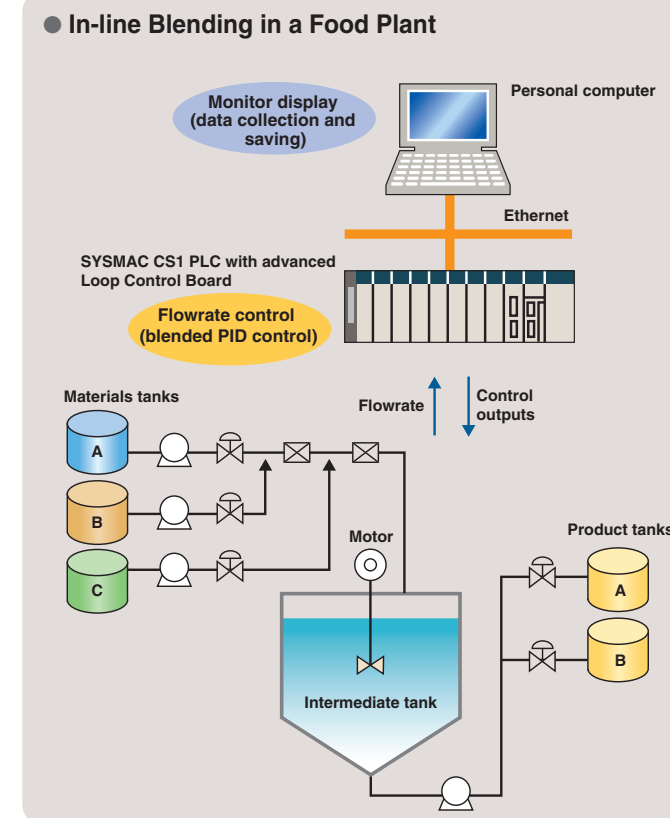 In-line Blending in a Food Plant
Personal computer
Monitor display
(data collection and
saving)
Ethernet
SYSMAC CS1 PLC with advanced
Loop Control Board
Flowrate control
(blended PID control)
Flowrate
Control
outputs
Materials tanks
A
B
C
Motor
Product tanks
A
B
Intermediate tank